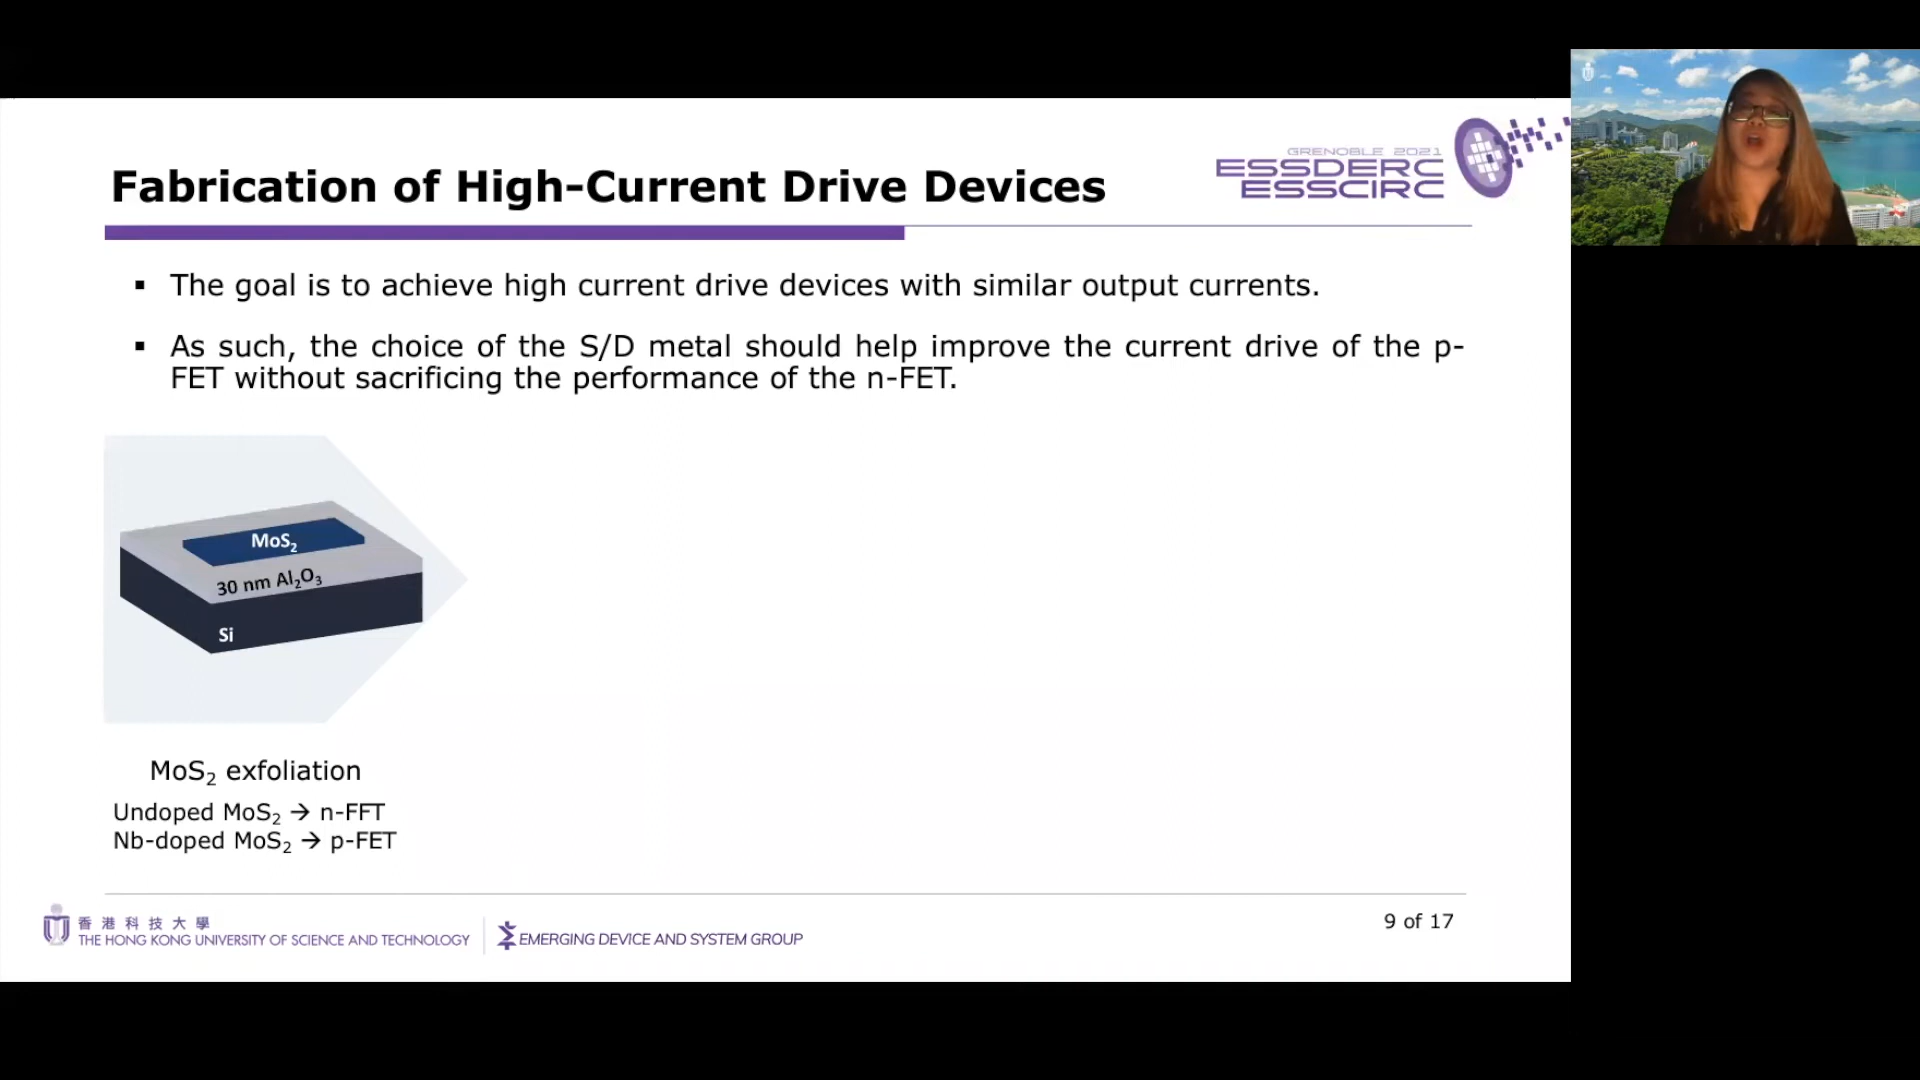 GRENOBLE 2021
ESSDERC
ESSCIRC
Fabrication of High-Current Drive Devices
▪ The goal is to achieve high current drive devices with similar output currents.
▪ As such, the choice of the S/D metal should help improve the current drive of the p-
FET without sacrificing the performance of the n-FET.
MoS₂
30 nm Al₂O₃
Si
MoS₂ exfoliation
Undoped MoS₂ → n-FFT
Nb-doped MoS₂ → p-FET
香港科技大學
THE HONG KONG UNIVERSITY OF SCIENCE AND TECHNOLOGY
EMERGING DEVICE AND SYSTEM GROUP
9 of 17